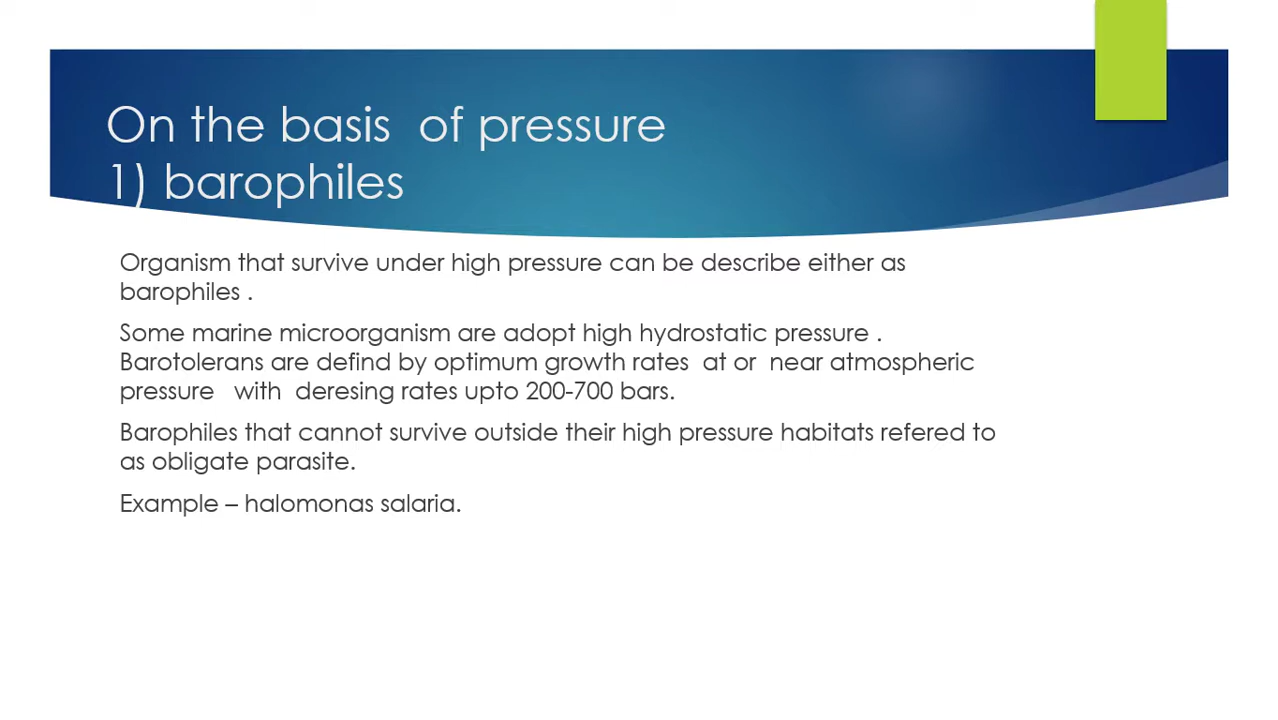 On the basis  of pressure
1) barophiles
Organism that survive under high pressure can be describe either as
barophiles .
Some marine microorganism are adopt high hydrostatic pressure .
Barotolerans are defind by optimum growth rates  at or  near atmospheric
pressure   with  deresing rates upto 200-700 bars.
Barophiles that cannot survive outside their high pressure habitats refered to
as obligate parasite.
Example – halomonas salaria.